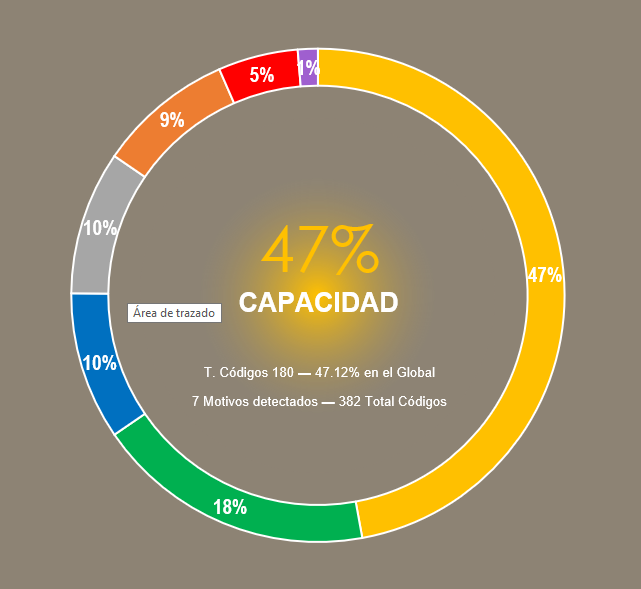 1%
5%
9%
10%
47%
47%
CAPACIDAD
Área de trazado
10%
T. Códigos 180 — 47.12% en el Global
7 Motivos detectados — 382 Total Códigos
18%